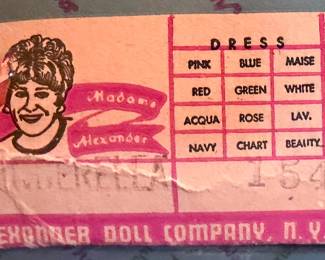 DRESS
PINK BLUE MAISE
RED GREEN WHITE
Madame
ACQUA ROSE LAV.
Alexander
NAVY CHART BEAUTY
154
EXANDER DOLL COMPANY, N.Y.